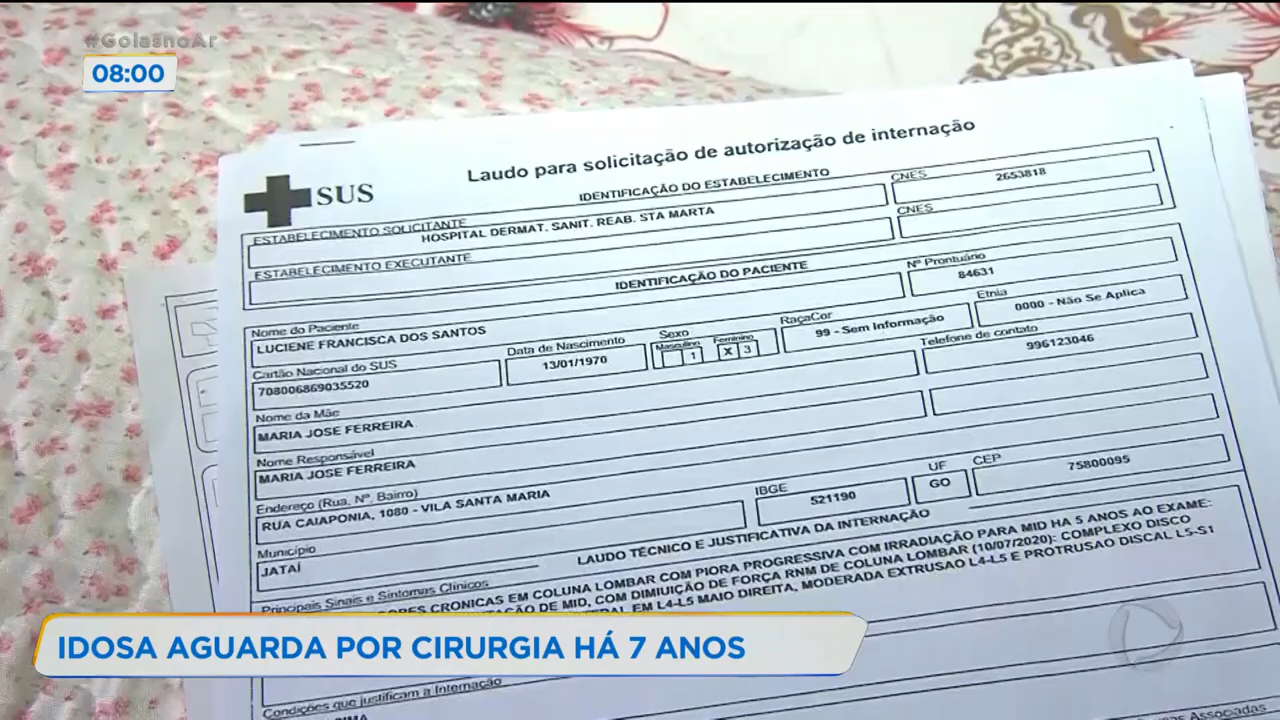 #GoiásnoAr
08:00
SUS
Laudo para solicitação de autorização de internação
IDENTIFICAÇÃO DO ESTABELECIMENTO
ESTABELECIMENTO SOLICITANTE
CNES
HOSPITAL DERMAT. SANIT. REAB. STA MARTA
2653818
ESTABELECIMENTO EXECUTANTE
CNES
IDENTIFICAÇÃO DO PACIENTE
Nome do Paciente
Nº Prontuário
LUCIENE FRANCISCA DOS SANTOS
84631
Cartão Nacional do SUS
Data de Nascimento
Sexo
Masculino
Feminino
RaçaCor
Etnia
708006869035520
13/01/1970
1
X 3
99 - Sem Informação
0000 - Não Se Aplica
Nome da Mãe
Telefone de contato
MARIA JOSE FERREIRA
996123046
Nome Responsável
MARIA JOSE FERREIRA
Endereço (Rua, Nº, Bairro)
RUA CAIAPONIA, 1080 - VILA SANTA MARIA
Município
IBGE
UF
CEP
JATAÍ
521190
GO
75800095
LAUDO TÉCNICO E JUSTIFICATIVA DA INTERNAÇÃO
Principais Sinais e Sintomas Clínicos
CRONICAS EM COLUNA LOMBAR COM PIORA PROGRESSIVA COM IRRADIAÇÃO PARA MID HA 5 ANOS AO EXAME:
DE MID, COM DIMIUIÇÃO DE FORÇA RNM DE COLUNA LOMBAR (10/07/2020): COMPLEXO DISCO
EM L4-L5 MAIO DIREITA, MODERADA EXTRUSAO L4-L5 E PROTRUSAO DISCAL L5-S1
IDOSA AGUARDA POR CIRURGIA HÁ 7 ANOS
Condições que justificam a Internação
Associadas